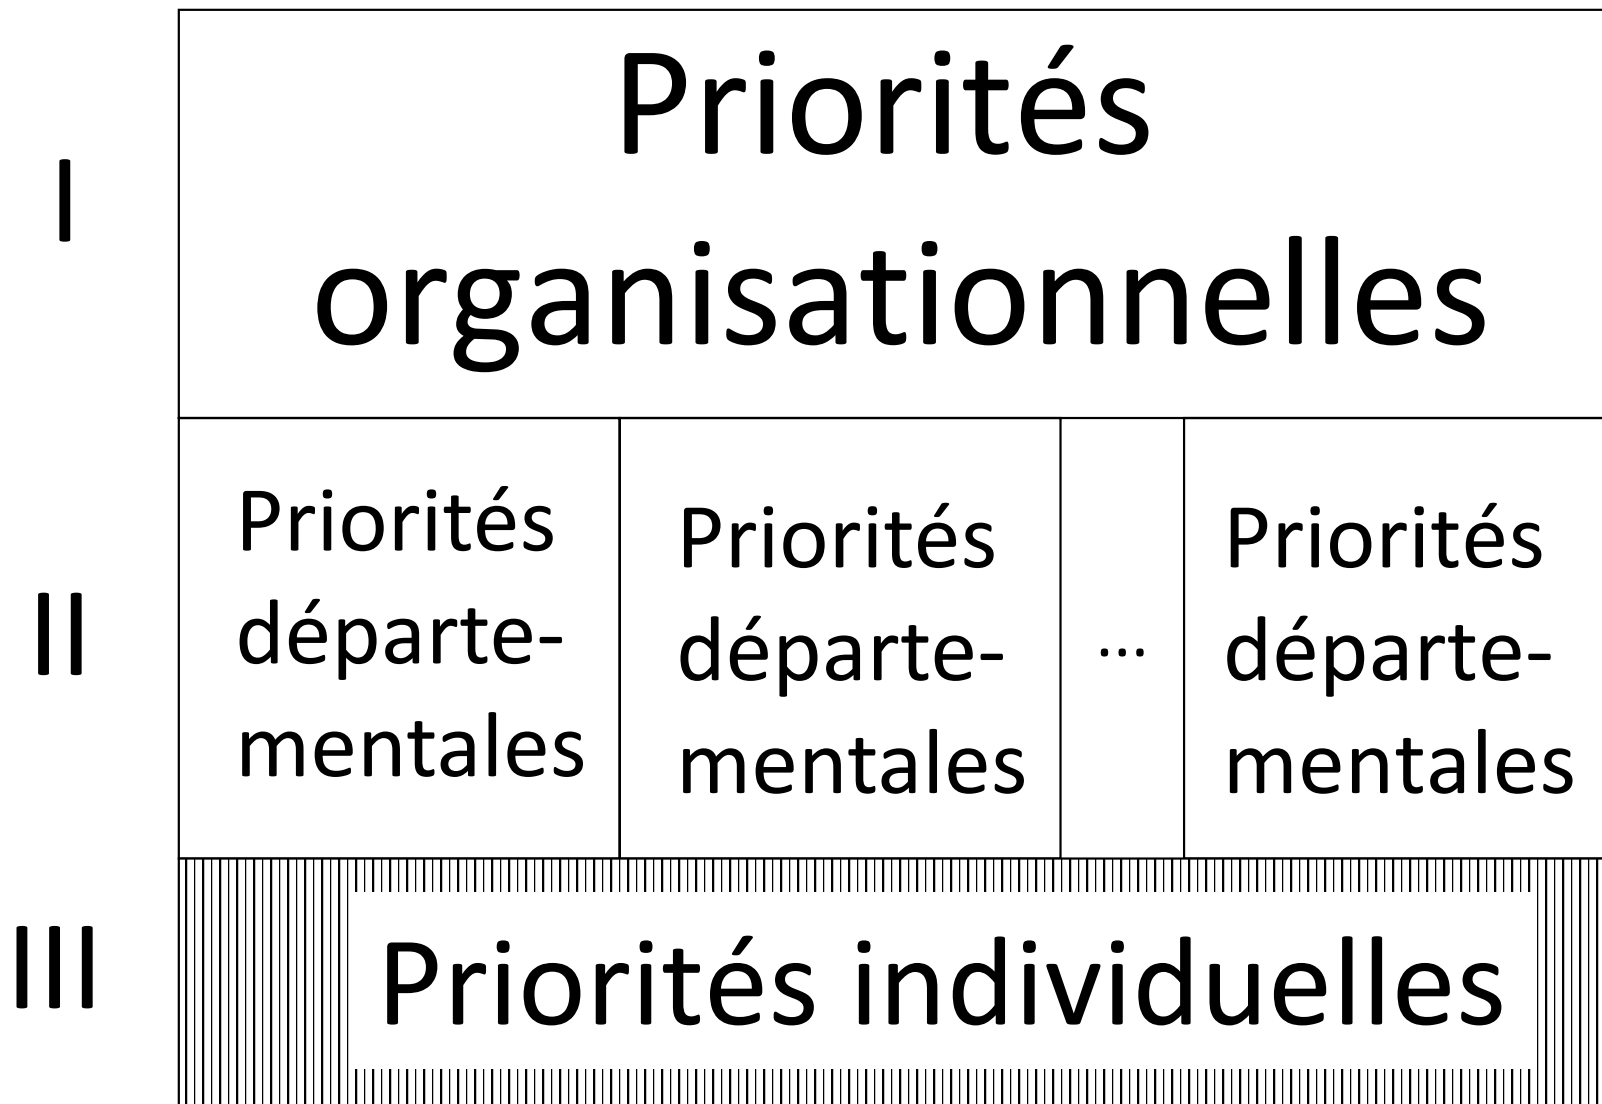 I
Priorités
organisationnelles
II
Priorités
départe-
mentales
Priorités
départe-
mentales
...
Priorités
départe-
mentales
III
Priorités individuelles